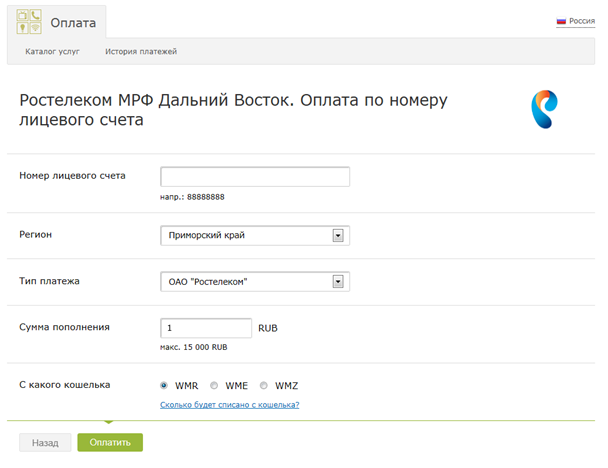 Оплата
Россия
Каталог услуг История платежей
Ростелеком МРФ Дальний Восток. Оплата по номеру
лицевого счета
Номер лицевого счета
напр.: 88888888
Регион Приморский край
Тип платежа ОАО "Ростелеком"
Сумма пополнения 1 RUB
макс. 15 000 RUB
С какого кошелька WMR WME WMZ
Сколько будет списано с кошелька?
Назад Оплатить